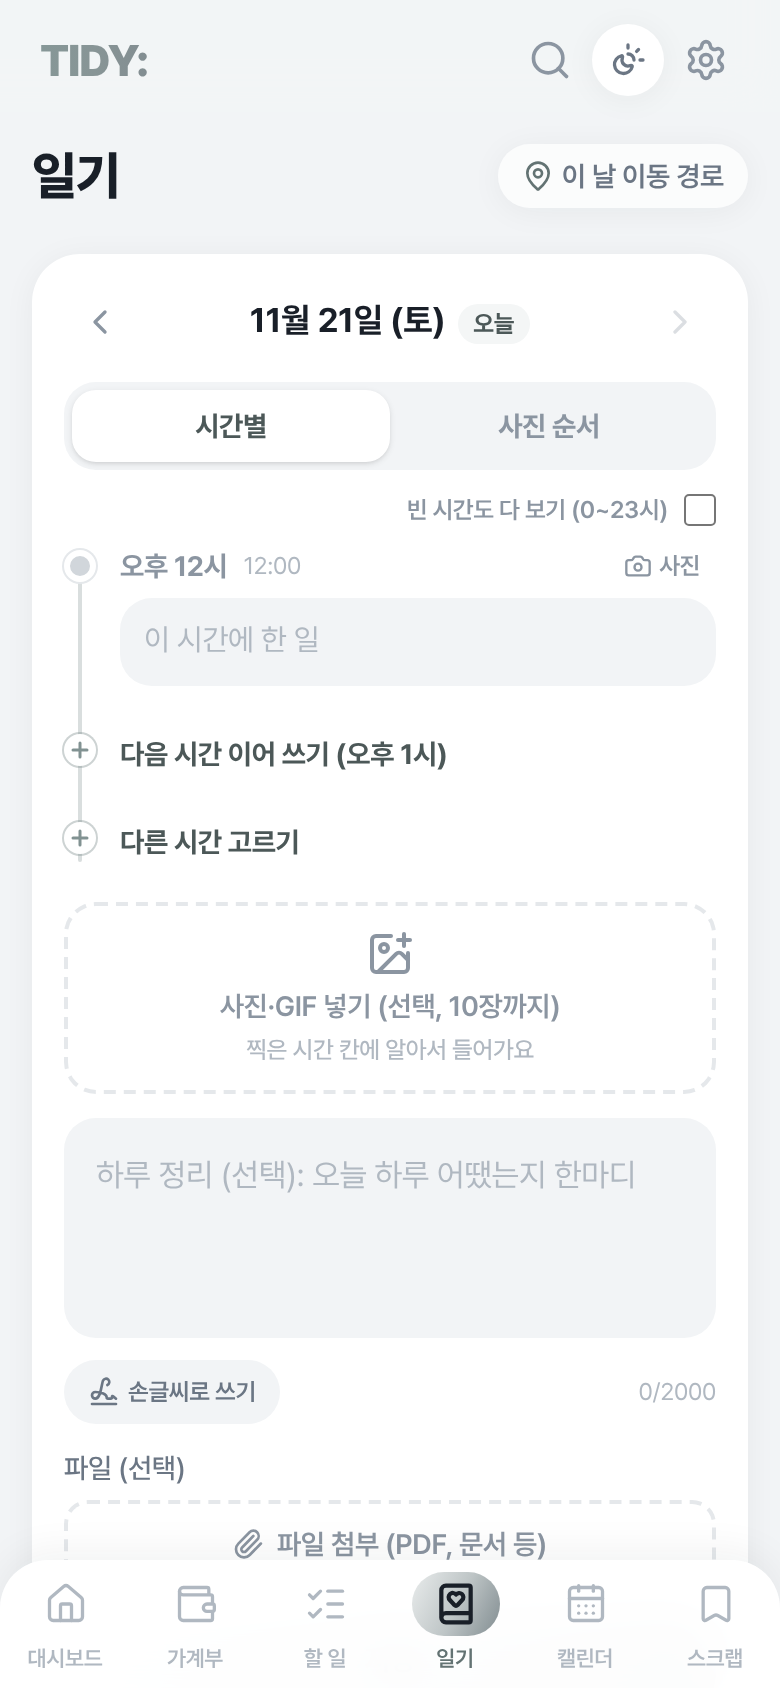 TIDY:
일기
이 날 이동 경로
11월 21일 (토) 오늘
시간별
사진 순서
빈 시간도 다 보기 (0~23시)
오후 12시 12:00
사진
이 시간에 한 일
다음 시간 이어 쓰기 (오후 1시)
다른 시간 고르기
사진·GIF 넣기 (선택, 10장까지)
찍은 시간 칸에 알아서 들어가요
하루 정리 (선택): 오늘 하루 어땠는지 한마디
손글씨로 쓰기
0/2000
파일 (선택)
파일 첨부 (PDF, 문서 등)
대시보드
가계부
할 일
일기
캘린더
스크랩